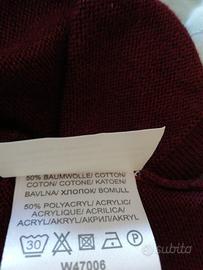 50% BAUMWOLLE/COTTON/
COTON/COTONE/KATOEN/
BAVLNA/ХЛОПОК/BOMULL
50% POLYACRYL/ACRYLIC/
ACRYLIQUE/ACRILICA/
ACRYL/AKRYL/АКРИЛ/AKRYL
30
W47006
subito